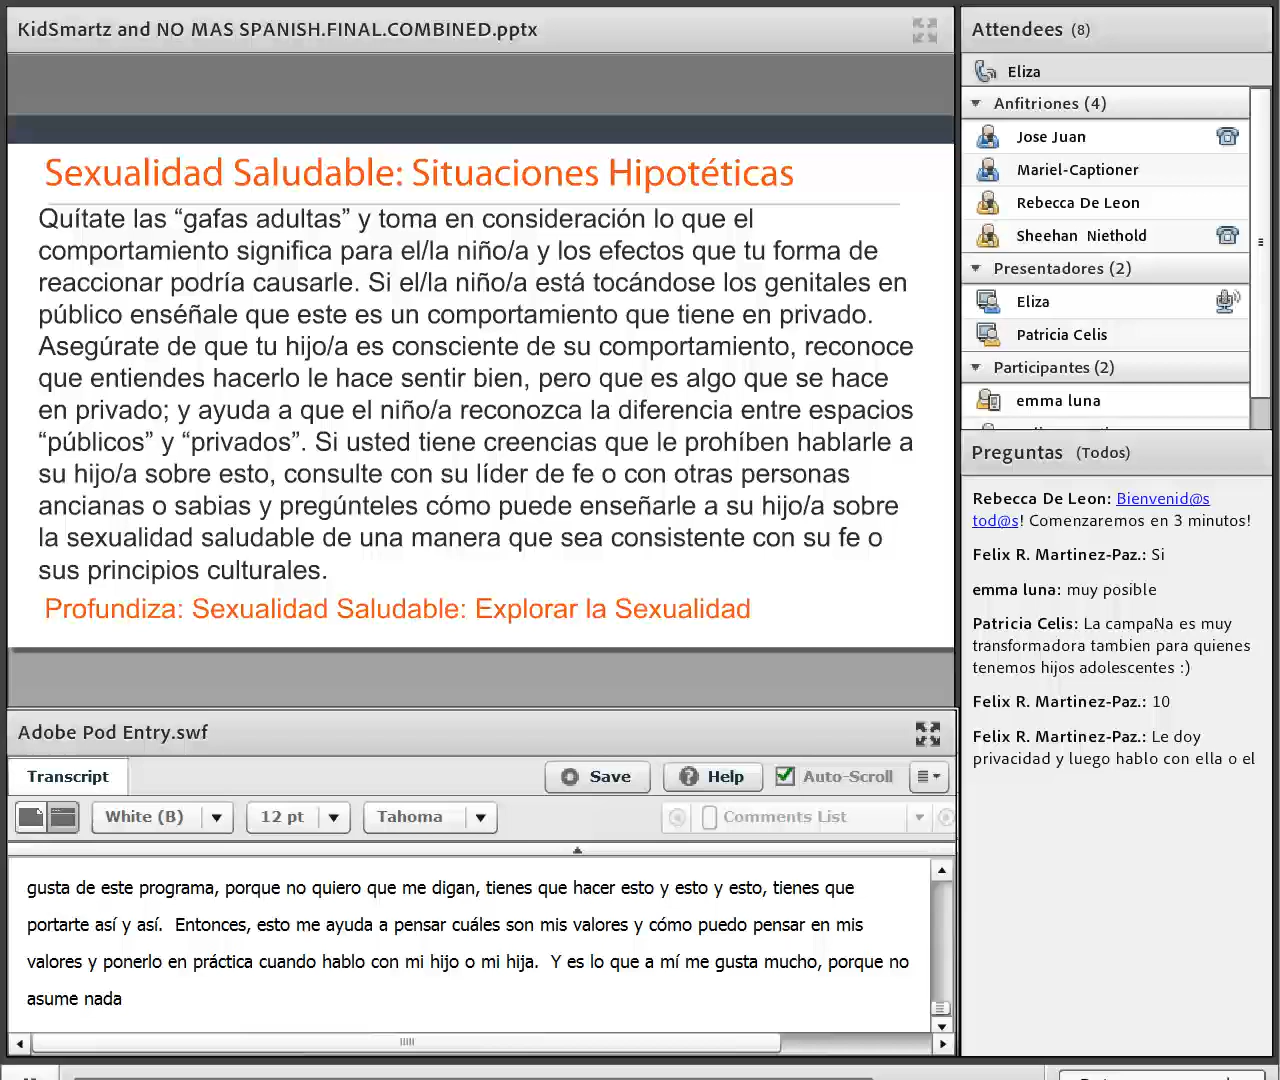 KidSmartz and NO MAS SPANISH.FINAL.COMBINED.pptx
Sexualidad Saludable: Situaciones Hipotéticas
Quítate las “gafas adultas” y toma en consideración lo que el
comportamiento significa para el/la niño/a y los efectos que tu forma de
reaccionar podría causarle. Si el/la niño/a está tocándose los genitales en
público enséñale que este es un comportamiento que tiene en privado.
Asegúrate de que tu hijo/a es consciente de su comportamiento, reconoce
que entiendes hacerlo le hace sentir bien, pero que es algo que se hace
en privado; y ayuda a que el niño/a reconozca la diferencia entre espacios
“públicos” y “privados”. Si usted tiene creencias que le prohíben hablarle a
su hijo/a sobre esto, consulte con su líder de fe o con otras personas
ancianas o sabias y pregúnteles cómo puede enseñarle a su hijo/a sobre
la sexualidad saludable de una manera que sea consistente con su fe o
sus principios culturales.
Profundiza: Sexualidad Saludable: Explorar la Sexualidad
Adobe Pod Entry.swf
Transcript
Save
Help
Auto-Scroll
White (B)
12 pt
Tahoma
Comments List
gusta de este programa, porque no quiero que me digan, tienes que hacer esto y esto y esto, tienes que
portarte así y así.  Entonces, esto me ayuda a pensar cuáles son mis valores y cómo puedo pensar en mis
valores y ponerlo en práctica cuando hablo con mi hijo o mi hija.  Y es lo que a mí me gusta mucho, porque no
asume nada
Attendees (8)
Eliza
Anfitriones (4)
Jose Juan
Mariel-Captioner
Rebecca De Leon
Sheehan Niethold
Presentadores (2)
Eliza
Patricia Celis
Participantes (2)
emma luna
Preguntas (Todos)
Rebecca De Leon: Bienvenid@s
tod@s! Comenzaremos en 3 minutos!
Felix R. Martinez-Paz.: Si
emma luna: muy posible
Patricia Celis: La campaNa es muy
transformadora tambien para quienes
tenemos hijos adolescentes :)
Felix R. Martinez-Paz.: 10
Felix R. Martinez-Paz.: Le doy
privacidad y luego hablo con ella o el